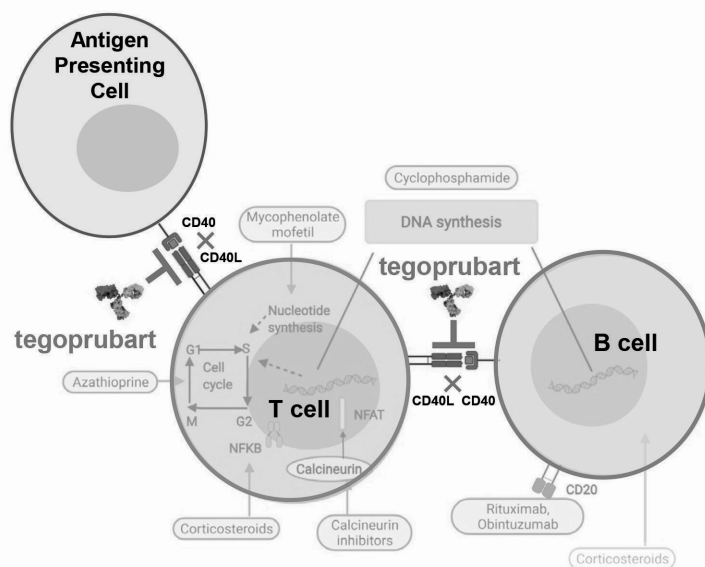 Antigen
Presenting
Cell
Cyclophosphamide
CD40
Mycophenolate
mofetil
DNA synthesis
CD40L
tegoprubart
tegoprubart
Nucleotide
synthesis
G1
S
Cell
cycle
B cell
Azathioprine
CD40L CD40
T cell
M
G2
NFAT
NFKB
Calcineurin
CD20
Rituximab,
Obintuzumab
Corticosteroids
Calcineurin
inhibitors
Corticosteroids